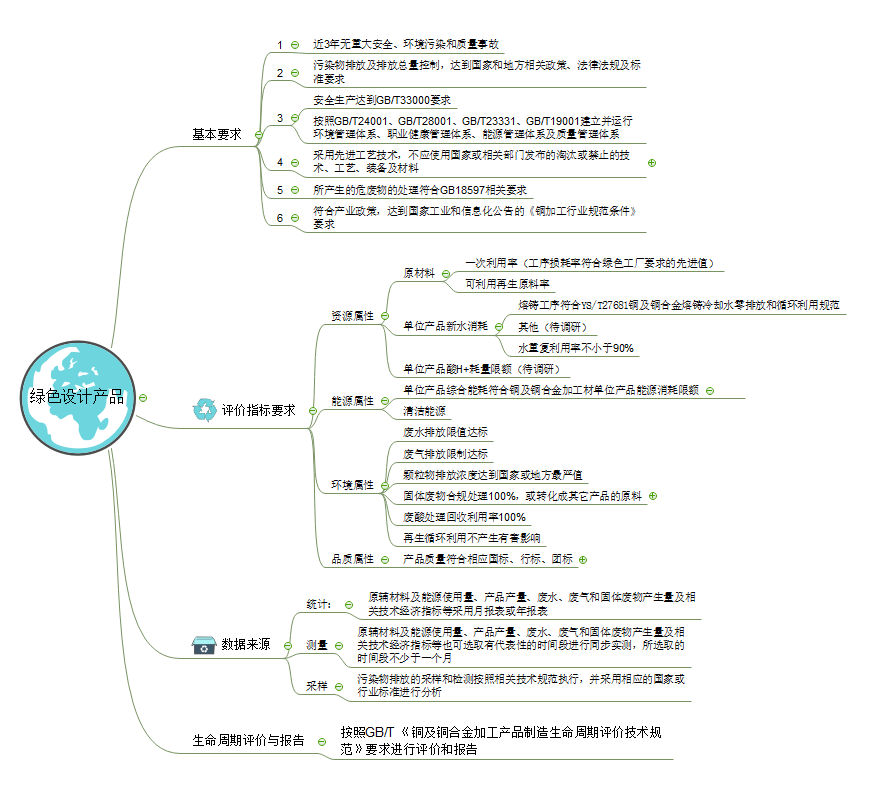 绿色设计产品
基本要求
1
近3年无重大安全、环境污染和质量事故
2
污染物排放及排放总量控制，达到国家和地方相关政策、法律法规及标
准要求
3
安全生产达到GB/T33000要求
按照GB/T24001、GB/T28001、GB/T23331、GB/T19001建立并运行
环境管理体系、职业健康管理体系、能源管理体系及质量管理体系
4
采用先进工艺技术，不应使用国家或相关部门发布的淘汰或禁止的技
术、工艺、装备及材料
5
所产生的危废物的处理符合GB18597相关要求
6
符合产业政策，达到国家工业和信息化公告的《铜加工行业规范条件》
要求
评价指标要求
资源属性
原材料
一次利用率（工序损耗率符合绿色工厂要求的先进值）
可利用再生原料率
单位产品新水消耗
熔铸工序符合YS/T27681铜及铜合金熔铸冷却水零排放和循环利用规范
其他（待调研）
水重复利用率不小于90%
单位产品酸H+耗量限额（待调研）
能源属性
单位产品综合能耗符合铜及铜合金加工材单位产品能源消耗限额
清洁能源
环境属性
废水排放限值达标
废气排放限制达标
颗粒物排放浓度达到国家或地方最严值
固体废物合规处理100%，或转化成其它产品的原料
废酸处理回收利用率100%
再生循环利用不产生有害影响
品质属性
产品质量符合相应国标、行标、团标
数据来源
统计：
原辅材料及能源使用量、产品产量、废水、废气和固体废物产生量及相
关技术经济指标等采用月报表或年报表
测量
原辅材料及能源使用量、产品产量、废水、废气和固体废物产生量及相
关技术经济指标等也可选取有代表性的时间段进行同步实测，所选取的
时间段不少于一个月
采样
污染物排放的采样和检测按照相关技术规范执行，并采用相应的国家或
行业标准进行分析
生命周期评价与报告
按照GB/T《铜及铜合金加工产品制造生命周期评价技术规
范》要求进行评价和报告